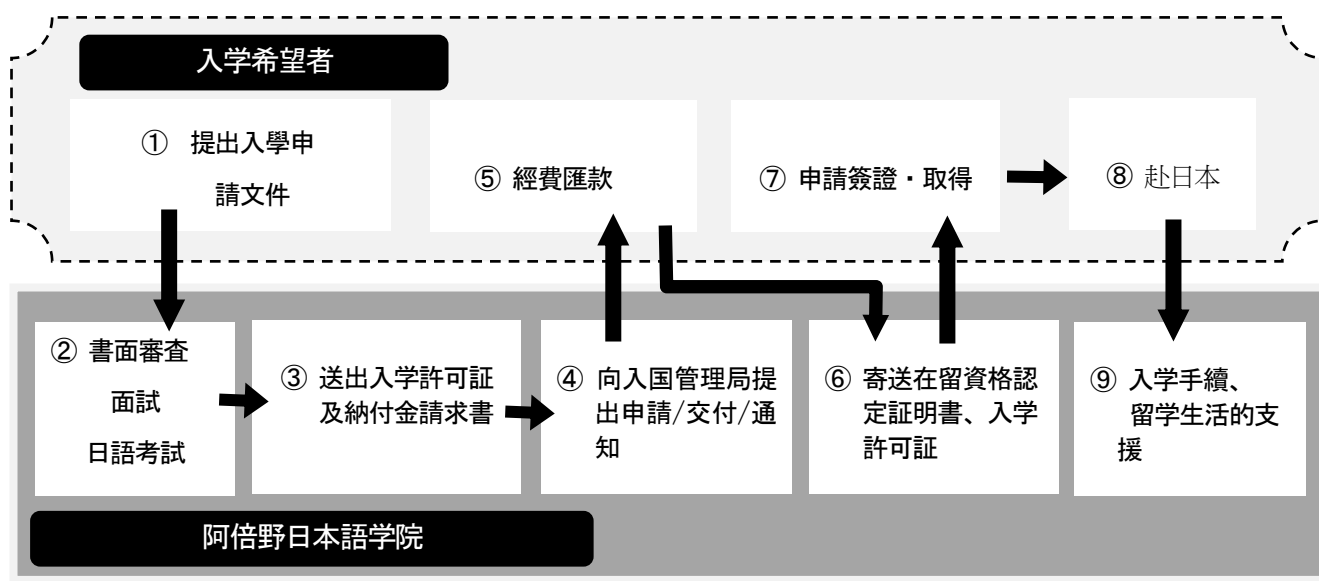 入学希望者
① 提出入學申
請文件
⑤ 經費匯款
⑦ 申請簽證・取得
⑧ 赴日本
② 書面審査
面試
日語考試
③ 送出入学許可証
及納付金請求書
④ 向入国管理局提
出申請/交付/通
知
⑥ 寄送在留資格認
定証明書、入学
許可証
⑨ 入学手續、
留学生活的支
援
阿倍野日本語学院